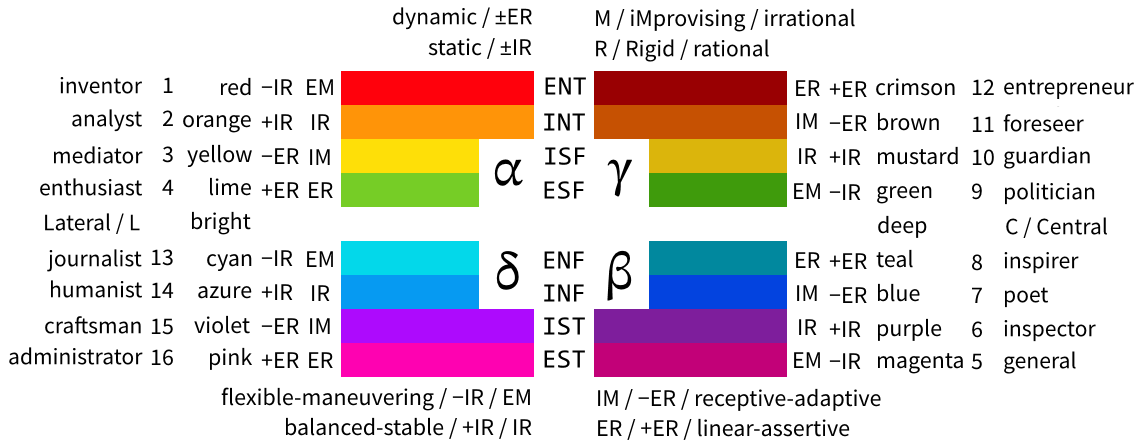 dynamic / ±ER M / iMprovising / irrational
static / ±IR R / Rigid / rational
inventor 1 red −IR EM ENT ER +ER crimson 12 entrepreneur
analyst 2 orange +IR IR INT IM −ER brown 11 foreseer
mediator 3 yellow −ER IM α ISF γ IR +IR mustard 10 guardian
enthusiast 4 lime +ER ER ESF EM −IR green 9 politician
Lateral / L bright deep C / Central
journalist 13 cyan −IR EM δ ENF β ER +ER teal 8 inspirer
humanist 14 azure +IR IR INF IM −ER blue 7 poet
craftsman 15 violet −ER IM IST IR +IR purple 6 inspector
administrator 16 pink +ER ER EST EM −IR magenta 5 general
flexible-maneuvering / −IR / EM IM / −ER / receptive-adaptive
balanced-stable / +IR / IR ER / +ER / linear-assertive